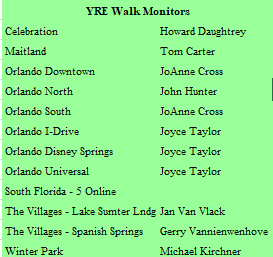 YRE Walk Monitors
Celebration Howard Daughtrey
Maitland Tom Carter
Orlando Downtown JoAnne Cross
Orlando North John Hunter
Orlando South JoAnne Cross
Orlando I-Drive Joyce Taylor
Orlando Disney Springs Joyce Taylor
Orlando Universal Joyce Taylor
South Florida - 5 Online
The Villages - Lake Sumter Lndg Jan Van Vlack
The Villages - Spanish Springs Gerry Vannienwenhove
Winter Park Michael Kirchner